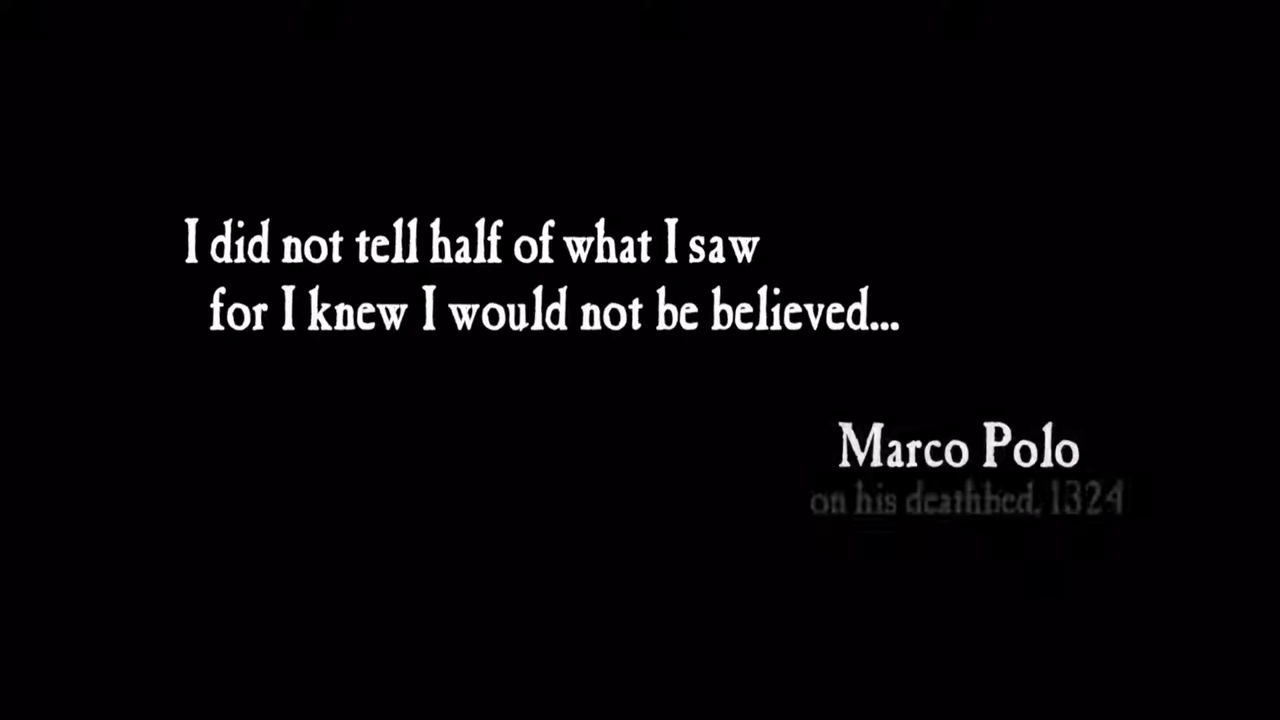 I did not tell half of what I saw
for I knew I would not be believed...
Marco Polo
on his deathbed, 1324